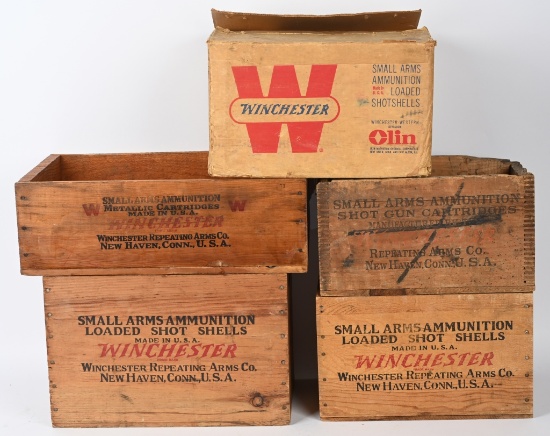 WINCHESTER
SMALL ARMS
AMMUNITION
LOADED
SHOTSHELLS
WINCHESTER-WESTERN
Olin
SMALL ARMS AMMUNITION
METALLIC CARTRIDGES
MADE IN U.S.A.
W WINCHESTER W
WINCHESTER REPEATING ARMS CO.
NEW HAVEN, CONN., U.S.A.
SMALL ARMS AMMUNITION
SHOT GUN CARTRIDGES
REPEATING ARMS CO.
NEW HAVEN, CONN., U.S.A.
SMALL ARMS AMMUNITION
LOADED SHOT SHELLS
MADE IN U.S.A.
WINCHESTER
WINCHESTER REPEATING ARMS CO.
NEW HAVEN, CONN., U.S.A.
SMALL ARMS AMMUNITION
LOADED SHOT SHELLS
MADE IN U.S.A.
WINCHESTER
WINCHESTER REPEATING ARMS CO.
NEW HAVEN, CONN., U.S.A.